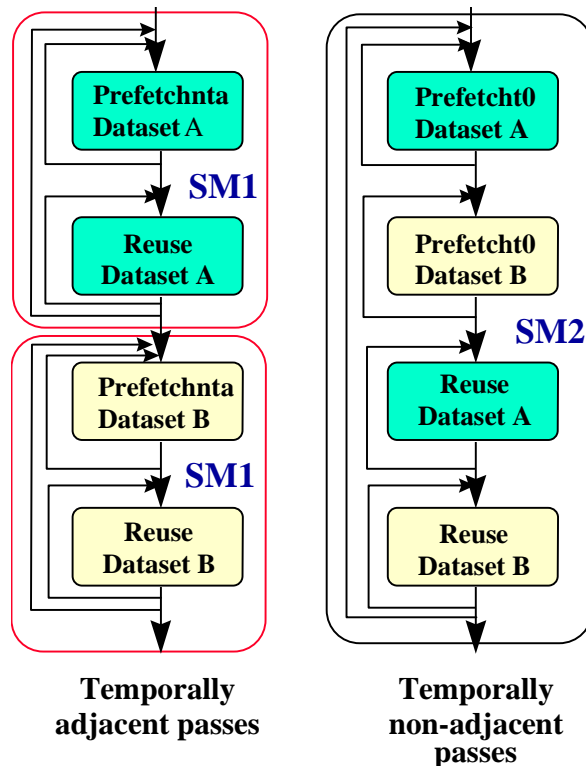 Prefetchnta
Dataset A
SM1
Reuse
Dataset A
Prefetchnta
Dataset B
SM1
Reuse
Dataset B
Temporally
adjacent passes
Prefetcht0
Dataset A
Prefetcht0
Dataset B
SM2
Reuse
Dataset A
Reuse
Dataset B
Temporally
non-adjacent
passes